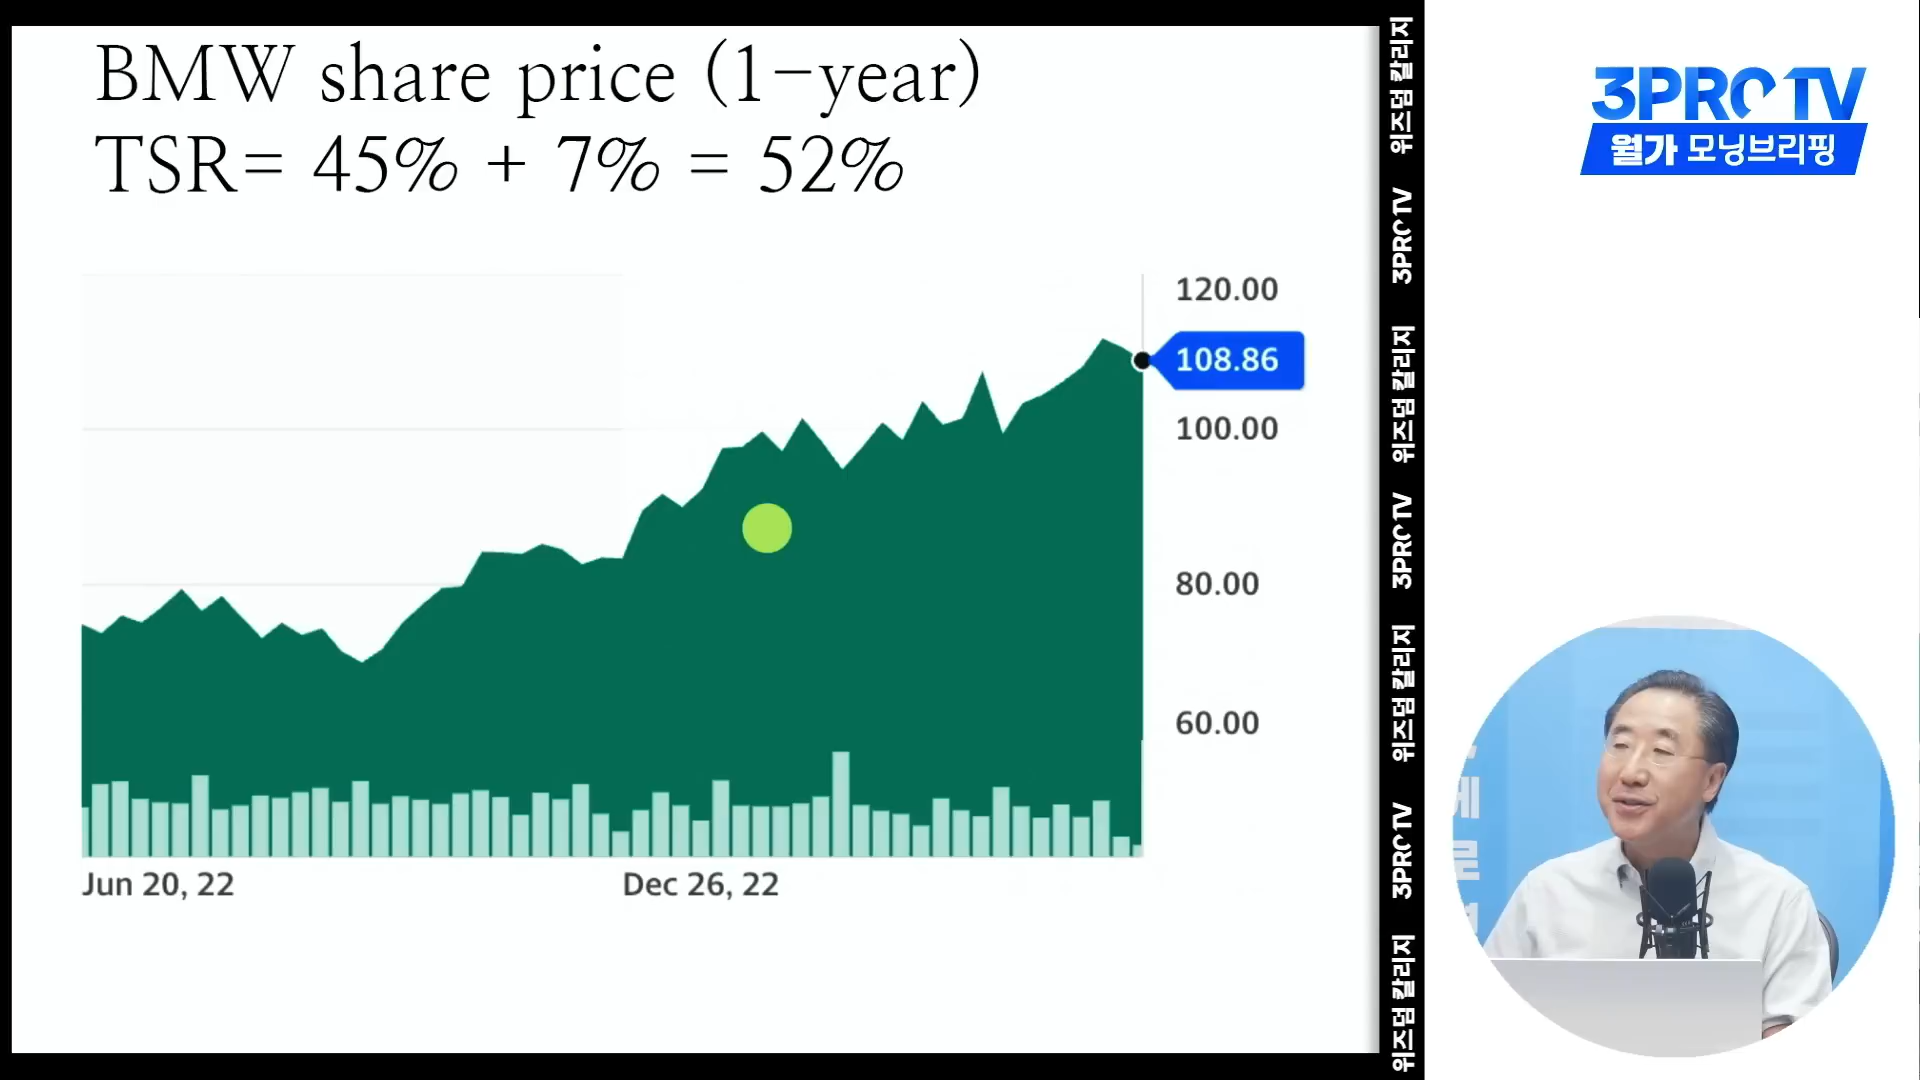 BMW share price (1-year)
TSR= 45% + 7% = 52%
120.00
108.86
100.00
80.00
60.00
Jun 20, 22
Dec 26, 22
위즈덤 칼리지
3PROTV
위즈덤 칼리지
3PROTV
위즈덤 칼리지
3PROTV
위즈덤 칼리지
3PROTV
월가 모닝브리핑
게
로